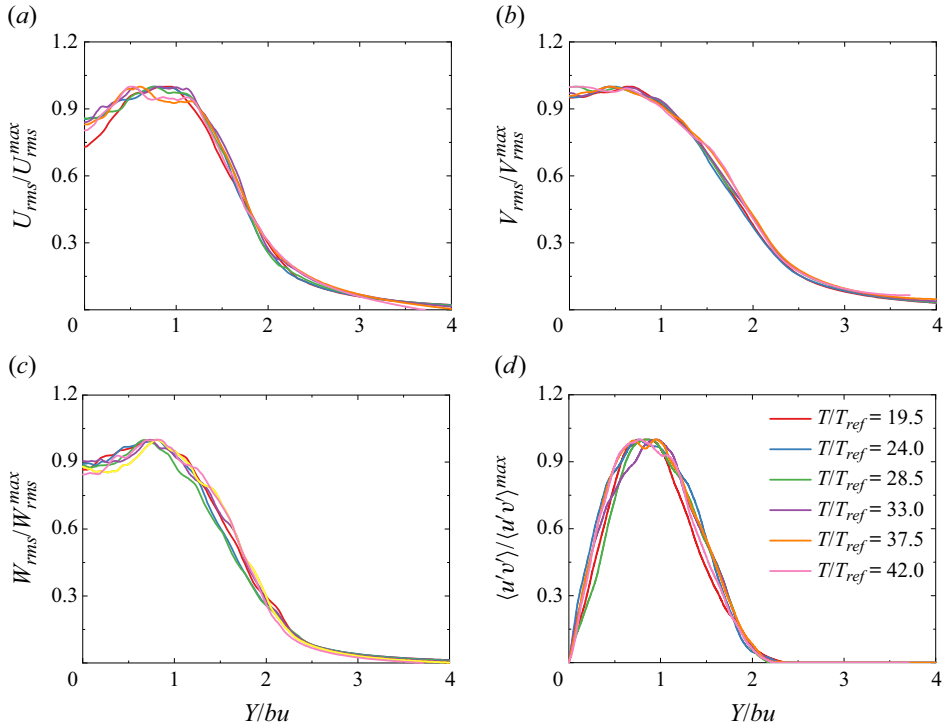 (a)
(b)
1.2
0.9
0.6
0.3
0 1 2 3 4
U_rms/U_rms^max
1.2
0.9
0.6
0.3
0 1 2 3 4
V_rms/V_rms^max
(c)
(d)
1.2
0.9
0.6
0.3
0 1 2 3 4
W_rms/W_rms^max
Y/bu
1.2
0.9
0.6
0.3
0 1 2 3 4
⟨u′v′⟩/⟨u′v′⟩^max
Y/bu
T/T_ref = 19.5
T/T_ref = 24.0
T/T_ref = 28.5
T/T_ref = 33.0
T/T_ref = 37.5
T/T_ref = 42.0